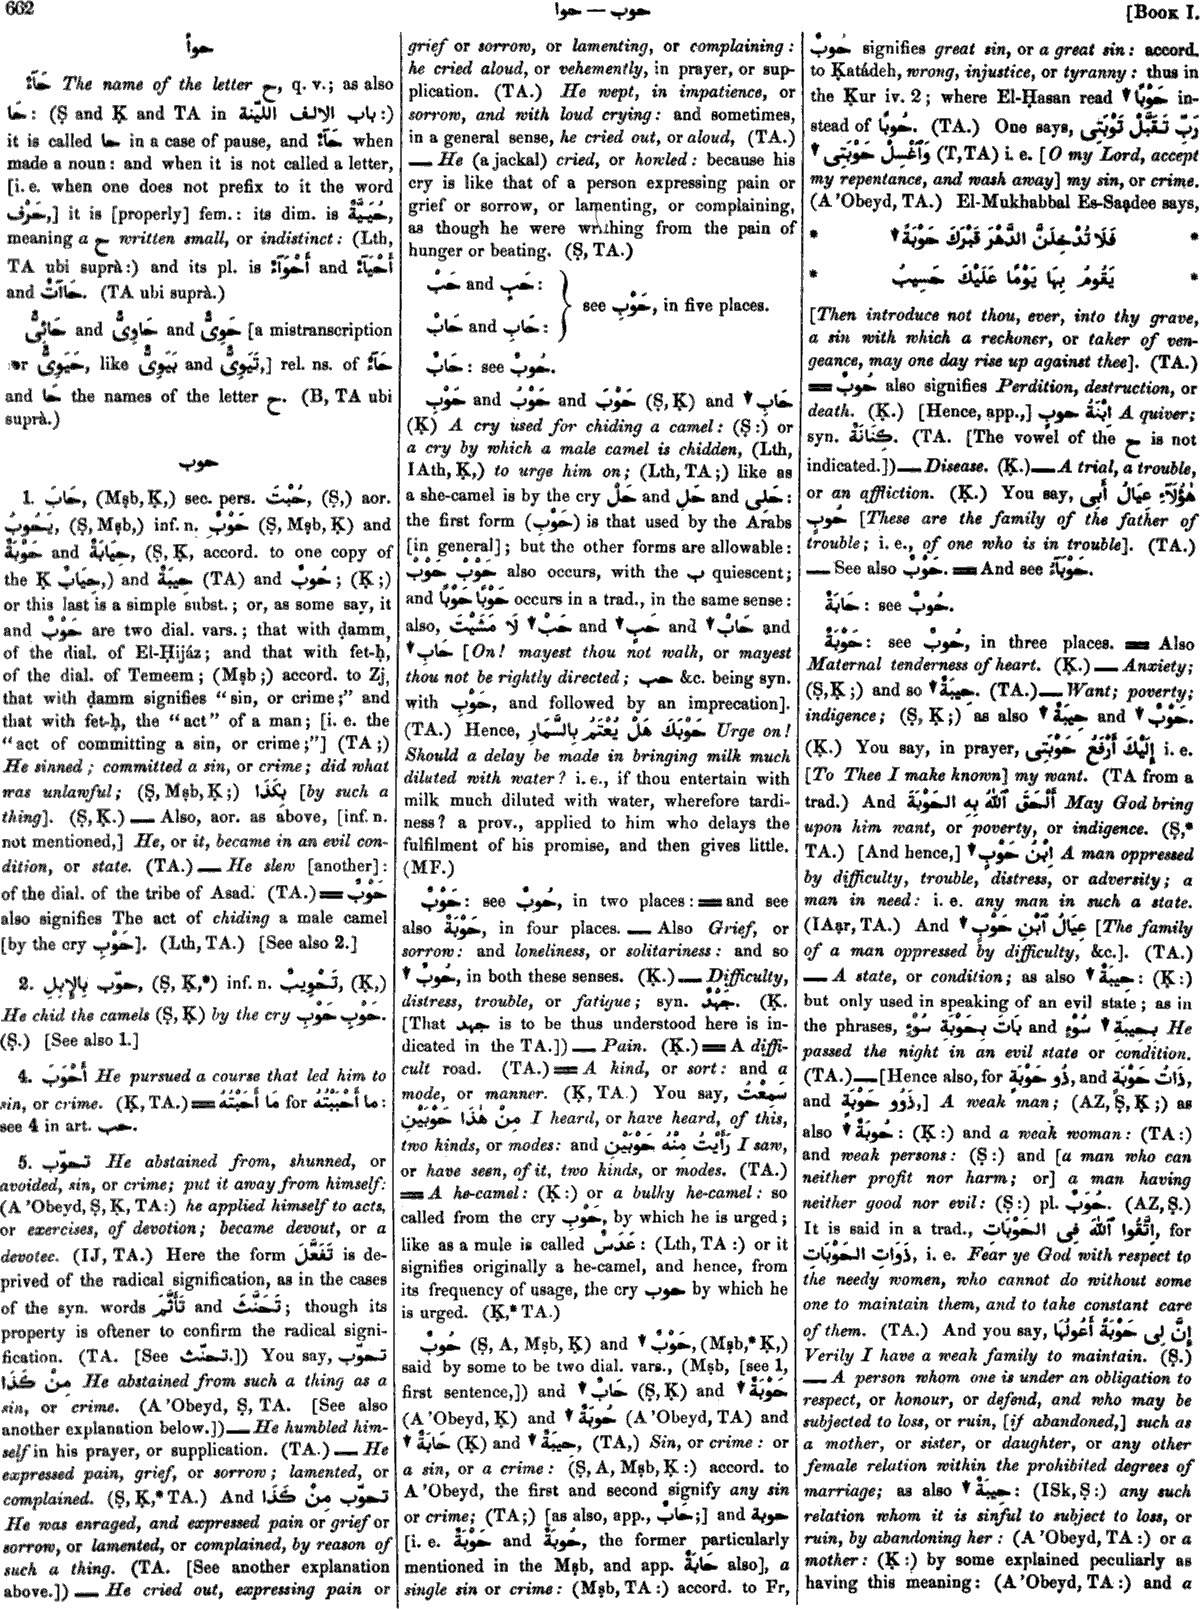 662
حوب — حوا
[BOOK I.
حوأ
حَآءٌ The name of the letter ح, q. v.; as also
حَا: (Ṣ and Ḳ and TA in باب الالف اللَّيِّنة:)
it is called حا in a case of pause, and حَآءٌ when
made a noun: and when it is not called a letter,
[i. e. when one does not prefix to it the word
حَرْف,] it is [properly] fem.: its dim. is حُيَيَّةٌ,
meaning a ح written small, or indistinct: (Lth,
TA ubi suprà:) and its pl. is أَحْوَآءٌ and أَحْيَآءٌ
and حَاآتٌ. (TA ubi suprà.)
حَوِىٌّ and حَاوِىٌّ and حَائِىٌّ [a mistranscription
for حَيَوِىٌّ, like بَيَوِىٌّ and تَيَوِىٌّ,] rel. ns. of حَآءٌ
and حَا the names of the letter ح. (B, TA ubi
suprà.)
حوب
1. حَابَ, (Mṣb, Ḳ,) sec. pers. حُبْتَ, (Ṣ,) aor.
يَحُوبُ, (Ṣ, Mṣb,) inf. n. حَوْبٌ (Ṣ, Mṣb, Ḳ) and
حَوْبَةٌ and حِيَابَةٌ, (Ṣ, Ḳ, accord. to one copy of
the Ḳ حِيَابٌ,) and حِيبَةٌ (TA) and حُوبٌ; (Ḳ;)
or this last is a simple subst.; or, as some say, it
and حَوْبٌ are two dial. vars.; that with ḍamm,
of the dial. of El-Ḥijáz; and that with fet-ḥ,
of the dial. of Temeem; (Mṣb;) accord. to Zj,
that with ḍamm signifies “sin, or crime;” and
that with fet-ḥ, the “act” of a man; [i. e. the
“act of committing a sin, or crime;”] (TA;)
He sinned; committed a sin, or crime; did what
was unlawful; (Ṣ, Mṣb, Ḳ;) بِكَذَا [by such a
thing]. (Ṣ, Ḳ.) — Also, aor. as above, [inf. n.
not mentioned,] He, or it, became in an evil con-
dition, or state. (TA.) — He slew [another]:
of the dial. of the tribe of Asad. (TA.) = حَوْبٌ
also signifies The act of chiding a male camel
[by the cry حَوْبِ]. (Lth, TA.) [See also 2.]
2. حوّب بِالإِبِلِ, (Ṣ, Ḳ,*) inf. n. تَحْوِيبٌ, (Ḳ,)
He chid the camels (Ṣ, Ḳ) by the cry حَوْبِ حَوْبِ.
(Ṣ.) [See also 1.]
4. أَحْوَبَ He pursued a course that led him to
sin, or crime. (Ḳ, TA.) = مَا أَحْوَبْتُهُ for ما أَحْبَبْتُهُ:
see 4 in art. حب.
5. تحوّب He abstained from, shunned, or
avoided, sin, or crime; put it away from himself:
(A ’Obeyd, Ṣ, Ḳ, TA:) he applied himself to acts,
or exercises, of devotion; became devout, or a
devotee. (IJ, TA.) Here the form تَفَعَّلَ is de-
prived of the radical signification, as in the cases
of the syn. words تَأَثَّمَ and تَحَنَّثَ; though its
property is oftener to confirm the radical signi-
fication. (TA. [See تحنّث.]) You say, تحوّب
مِنْ كَذَا He abstained from such a thing as a
sin, or crime. (A ’Obeyd, Ṣ, TA. [See also
another explanation below.]) — He humbled him-
self in his prayer, or supplication. (TA.) — He
expressed pain, grief, or sorrow; lamented, or
complained. (Ṣ, Ḳ,* TA.) And تحوّب مِنْ كَذَا
He was enraged, and expressed pain or grief or
sorrow, or lamented, or complained, by reason of
such a thing. (TA. [See another explanation
above.]) — He cried out, expressing pain or
grief or sorrow, or lamenting, or complaining:
he cried aloud, or vehemently, in prayer, or sup-
plication. (TA.) He wept, in impatience, or
sorrow, and with loud crying: and sometimes,
in a general sense, he cried out, or aloud, (TA.)
— He (a jackal) cried, or howled: because his
cry is like that of a person expressing pain or
grief or sorrow, or lamenting, or complaining,
as though he were writhing from the pain of
hunger or beating. (Ṣ, TA.)
حَبْ and حَبٍ:
see حَوْبِ, in five places.
حَابِ and حَابْ:
حَابٌ: see حُوبٌ.
حَوْبِ and حَوْبُ and حَوْبَ (Ṣ, Ḳ) and حَابِ
(Ḳ) A cry used for chiding a camel: (Ṣ:) or
a cry by which a male camel is chidden, (Lth,
IAth, Ḳ,) to urge him on; (Lth, TA;) like as
a she-camel is by the cry حَلْ and حَلٍ and حَلِى:
the first form (حَوْبِ) is that used by the Arabs
[in general]; but the other forms are allowable:
حَوْبْ حَوْبْ also occurs, with the ب quiescent;
and حَوْبًا حَوْبًا occurs in a trad., in the same sense:
also, حَبْ لَا مَشَيْتَ and حَبٍ and حَابْ and
حَابِ [On! mayest thou not walk, or mayest
thou not be rightly directed; حب &c. being syn.
with حَوْبِ, and followed by an imprecation].
(TA.) Hence, حَوْبَكَ هَلْ يُعْتَمُ بِالسَّمَارِ Urge on!
Should a delay be made in bringing milk much
diluted with water? i. e., if thou entertain with
milk much diluted with water, wherefore tardi-
ness? a prov., applied to him who delays the
fulfilment of his promise, and then gives little.
(MF.)
حَوْبٌ: see حُوبٌ, in two places: = and see
also حَوْبَةٌ, in four places. — Also Grief, or
sorrow: and loneliness, or solitariness: and so
حُوبٌ, in both these senses. (Ḳ.) — Difficulty,
distress, trouble, or fatigue; syn. جَهْدٌ. (Ḳ.
[That جهد is to be thus understood here is in-
dicated in the TA.]) — Pain. (Ḳ.) = A diffi-
cult road. (TA.) = A kind, or sort: and a
mode, or manner. (Ḳ, TA.) You say, سَمِعْتُ
مِنْ هٰذَا حَوْبَيْنِ I heard, or have heard, of this,
two kinds, or modes: and رَأَيْتُ مِنْهُ حَوْبَيْنِ I saw,
or have seen, of it, two kinds, or modes. (TA.)
= A he-camel: (Ḳ:) or a bulky he-camel: so
called from the cry حَوْبِ, by which he is urged;
like as a mule is called عَدَسْ: (Lth, TA:) or it
signifies originally a he-camel, and hence, from
its frequency of usage, the cry حوب by which he
is urged. (Ḳ,* TA.)
حُوبٌ (Ṣ, A, Mṣb, Ḳ) and حَوْبٌ, (Mṣb,* Ḳ,)
said by some to be two dial. vars., (Mṣb, [see 1,
first sentence,]) and حَابٌ (Ṣ, Ḳ) and حَوْبَةٌ
(A ’Obeyd, Ḳ) and حُوبَةٌ (A ’Obeyd, TA) and
حَابَةٌ (Ḳ) and حِيبَةٌ, (TA,) Sin, or crime: or
a sin, or a crime: (Ṣ, A, Mṣb, Ḳ:) accord. to
A ’Obeyd, the first and second signify any sin
or crime; (TA;) [as also, app., حَابٌ;] and حوبة
[i. e. حَوْبَةٌ and حُوبَةٌ, the former particularly
mentioned in the Mṣb, and app. حَابَةٌ also], a
single sin or crime: (Mṣb, TA:) accord. to Fr,
حُوبٌ signifies great sin, or a great sin: accord.
to Ḳatádeh, wrong, injustice, or tyranny: thus in
the Ḳur iv. 2; where El-Ḥasan read حَوْبًا in-
stead of حُوبًا. (TA.) One says, رَبِّ تَقَبَّلْ تَوْبَتِى
وَٱغْسِلْ حَوْبَتِى (T, TA) i. e. [O my Lord, accept
my repentance, and wash away] my sin, or crime.
(A ’Obeyd, TA.) El-Mukhabbal Es-Saạdee says,
* فَلَا تُدْخِلَنَّ الدَّهْرَ قَبْرَكَ حَوْبَةً *
* يَقُومُ بِهَا يَوْمًا عَلَيْكَ حَسِيبُ *
[Then introduce not thou, ever, into thy grave,
a sin with which a reckoner, or taker of ven-
geance, may one day rise up against thee]. (TA.)
= حُوبٌ also signifies Perdition, destruction, or
death. (Ḳ.) [Hence, app.,] اِبْنَةُ حوبٍ A quiver;
syn. كِنَانَةٌ. (TA. [The vowel of the ح is not
indicated.]) — Disease. (Ḳ.) — A trial, a trouble,
or an affliction. (Ḳ.) You say, هٰؤُلَآءِ عِيَالُ أَبِى
حُوبٍ [These are the family of the father of
trouble; i. e., of one who is in trouble]. (TA.)
— See also حَوْبٌ. = And see حَوْبَةٌ.
حَابَةٌ: see حُوبٌ.
حَوْبَةٌ: see حُوبٌ, in three places. = Also
Maternal tenderness of heart. (Ḳ.) — Anxiety;
(Ṣ, Ḳ;) and so حِيبَةٌ. (TA.) — Want; poverty;
indigence; (Ṣ, Ḳ;) as also حِيبَةٌ and حَوْبٌ.
(Ḳ.) You say, in prayer, إِلَيْكَ أَرْفَعُ حَوْبَتِى i. e.
[To Thee I make known] my want. (TA from a
trad.) And أَلْحَقَ ٱللّٰهُ بِهِ الحَوْبَةَ May God bring
upon him want, or poverty, or indigence. (Ṣ,*
TA.) [And hence,] اِبْنُ حَوْبٍ A man oppressed
by difficulty, trouble, distress, or adversity; a
man in need: i. e. any man in such a state.
(IAạr, TA.) And عِيَالُ ٱبْنِ حَوْبٍ [The family
of a man oppressed by difficulty, &c.]. (TA.)
— A state, or condition; as also حِيبَةٌ: (Ḳ:)
but only used in speaking of an evil state; as in
the phrases, بَاتَ بِحَوْبَةِ سُوْءٍ and بِحِيبَةِ سُوْءٍ He
passed the night in an evil state or condition.
(TA.) — [Hence also, for ذُو حَوْبَةٍ, and ذَاتُ حَوْبَةٍ,
and ذَوُو حَوْبَةٍ,] A weak man; (AZ, Ṣ, Ḳ;) as
also حُوبَةٌ: (Ḳ:) and a weak woman: (TA:)
and weak persons: (Ṣ:) and [a man who can
neither profit nor harm; or] a man having
neither good nor evil: (Ṣ:) pl. حُوَبٌ. (AZ, Ṣ.)
It is said in a trad., اِتَّقُوا ٱللّٰهَ فِى الحَوْبَاتِ, for
ذَوَاتِ الحَوْبَاتِ, i. e. Fear ye God with respect to
the needy women, who cannot do without some
one to maintain them, and to take constant care
of them. (TA.) And you say, إِنَّ لِى حَوْبَةً أَعُولُهَا
Verily I have a weak family to maintain. (Ṣ.)
— A person whom one is under an obligation to
respect, or honour, or defend, and who may be
subjected to loss, or ruin, [if abandoned,] such as
a mother, or sister, or daughter, or any other
female relation within the prohibited degrees of
marriage; as also حِيبَةٌ: (ISk, Ṣ:) any such
relation whom it is sinful to subject to loss, or
ruin, by abandoning her: (A ’Obeyd, TA:) or a
mother: (Ḳ:) by some explained peculiarly as
having this meaning: (A ’Obeyd, TA:) and a